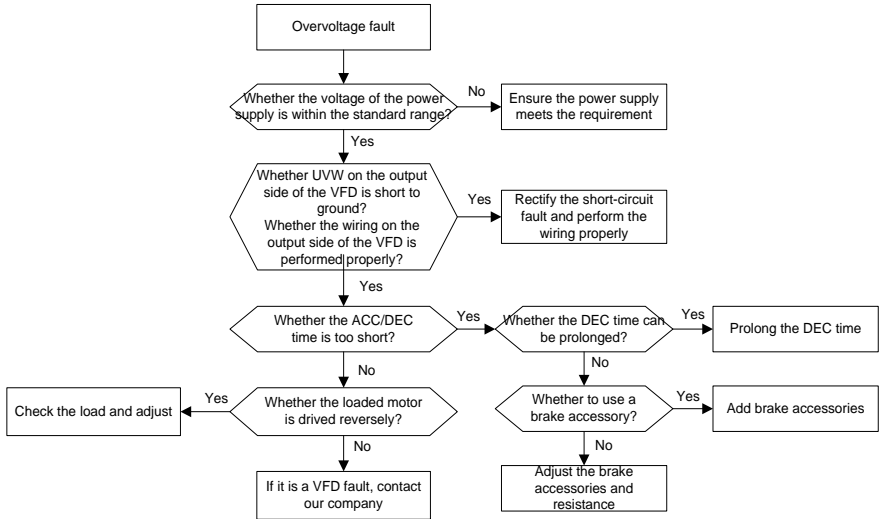 Overvoltage fault
Whether the voltage of the power
supply is within the standard range?
No
Ensure the power supply
meets the requirement
Yes
Whether UVW on the output
side of the VFD is short to
ground?
Whether the wiring on the
output side of the VFD is
performed properly?
Yes
Rectify the short-circuit
fault and perform the
wiring properly
Yes
Whether the ACC/DEC
time is too short?
Yes
Whether the DEC time can
be prolonged?
Yes
Prolong the DEC time
No
No
Check the load and adjust
Yes
Whether the loaded motor
is drived reversely?
Whether to use a
brake accessory?
Yes
Add brake accessories
No
No
If it is a VFD fault, contact
our company
Adjust the brake
accessories and
resistance